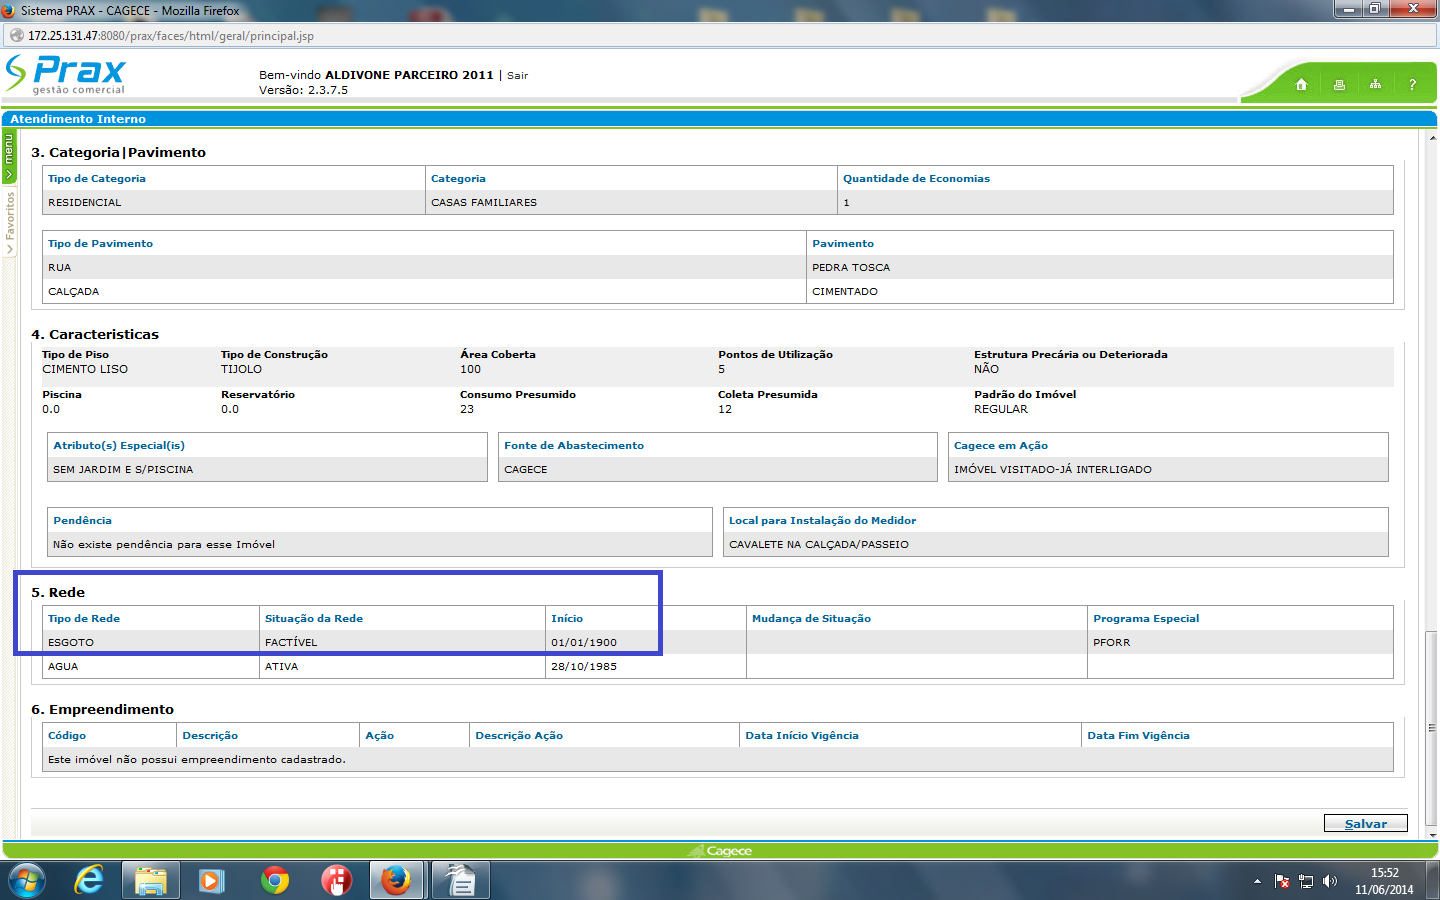 Sistema PRAX - CAGECE - Mozilla Firefox
172.25.131.47:8080/prax/faces/html/geral/principal.jsp
Prax
gestão comercial
Bem-vindo ALDIVONE PARCEIRO 2011 | Sair
Versão: 2.3.7.5
?
Atendimento Interno
menu
Favoritos
3. Categoria|Pavimento
Tipo de Categoria Categoria Quantidade de Economias
RESIDENCIAL CASAS FAMILIARES 1
Tipo de Pavimento Pavimento
RUA PEDRA TOSCA
CALÇADA CIMENTADO
4. Caracteristicas
Tipo de Piso Tipo de Construção Área Coberta Pontos de Utilização Estrutura Precária ou Deteriorada
CIMENTO LISO TIJOLO 100 5 NÃO
Piscina Reservatório Consumo Presumido Coleta Presumida Padrão do Imóvel
0.0 0.0 23 12 REGULAR
Atributo(s) Especial(is) Fonte de Abastecimento Cagece em Ação
SEM JARDIM E S/PISCINA CAGECE IMÓVEL VISITADO-JÁ INTERLIGADO
Pendência Local para Instalação do Medidor
Não existe pendência para esse Imóvel CAVALETE NA CALÇADA/PASSEIO
5. Rede
Tipo de Rede Situação da Rede Início Mudança de Situação Programa Especial
ESGOTO FACTÍVEL 01/01/1900 PFORR
AGUA ATIVA 28/10/1985
6. Empreendimento
Código Descrição Ação Descrição Ação Data Início Vigência Data Fim Vigência
Este imóvel não possui empreendimento cadastrado.
Salvar
Cagece
15:52
11/06/2014